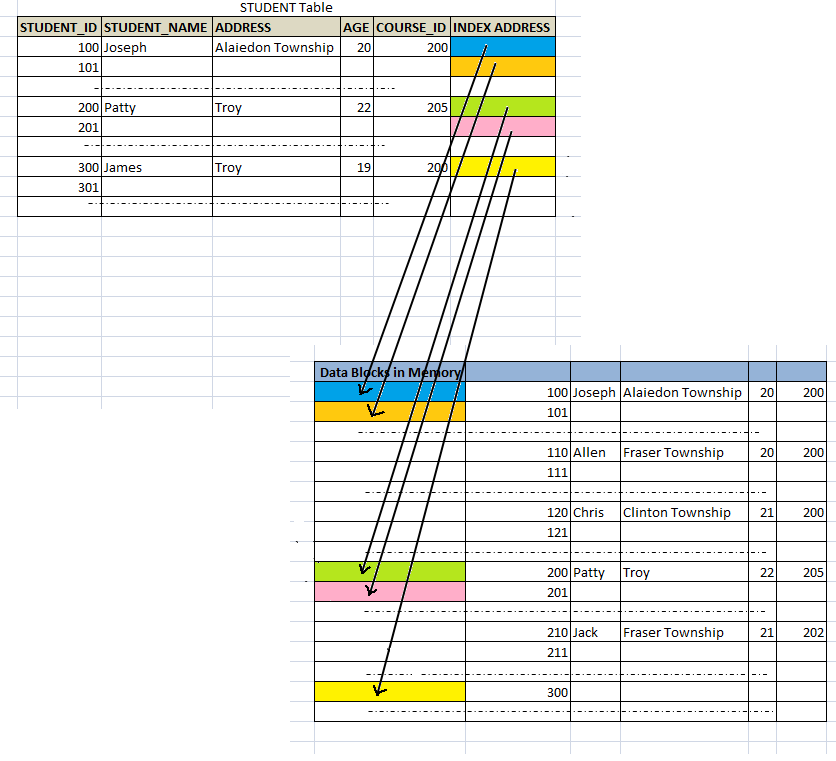 STUDENT Table
STUDENT_ID STUDENT_NAME ADDRESS AGE COURSE_ID INDEX ADDRESS
100 Joseph Alaiedon Township 20 200
101
200 Patty Troy 22 205
201
300 James Troy 19 200
301
Data Blocks in Memory
100 Joseph Alaiedon Township 20 200
101
110 Allen Fraser Township 20 200
111
120 Chris Clinton Township 21 200
121
200 Patty Troy 22 205
201
210 Jack Fraser Township 21 202
211
300